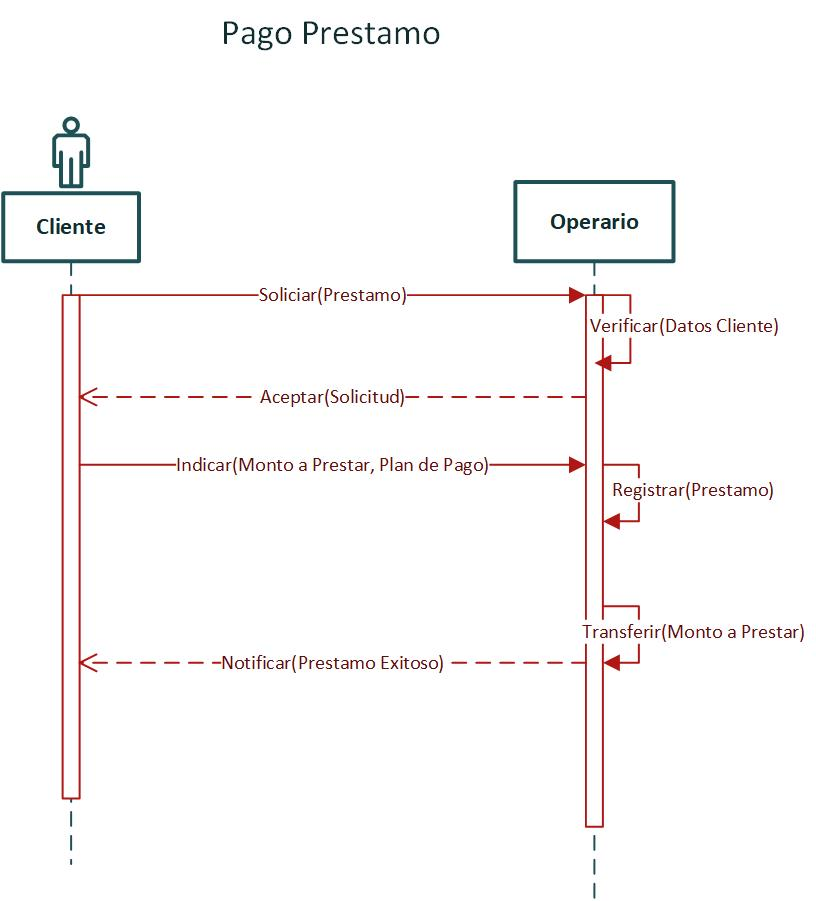 Pago Prestamo
Cliente
Operario
Soliciar(Prestamo)
Verificar(Datos Cliente)
Aceptar(Solicitud)
Indicar(Monto a Prestar, Plan de Pago)
Registrar(Prestamo)
Transferir(Monto a Prestar)
Notificar(Prestamo Exitoso)